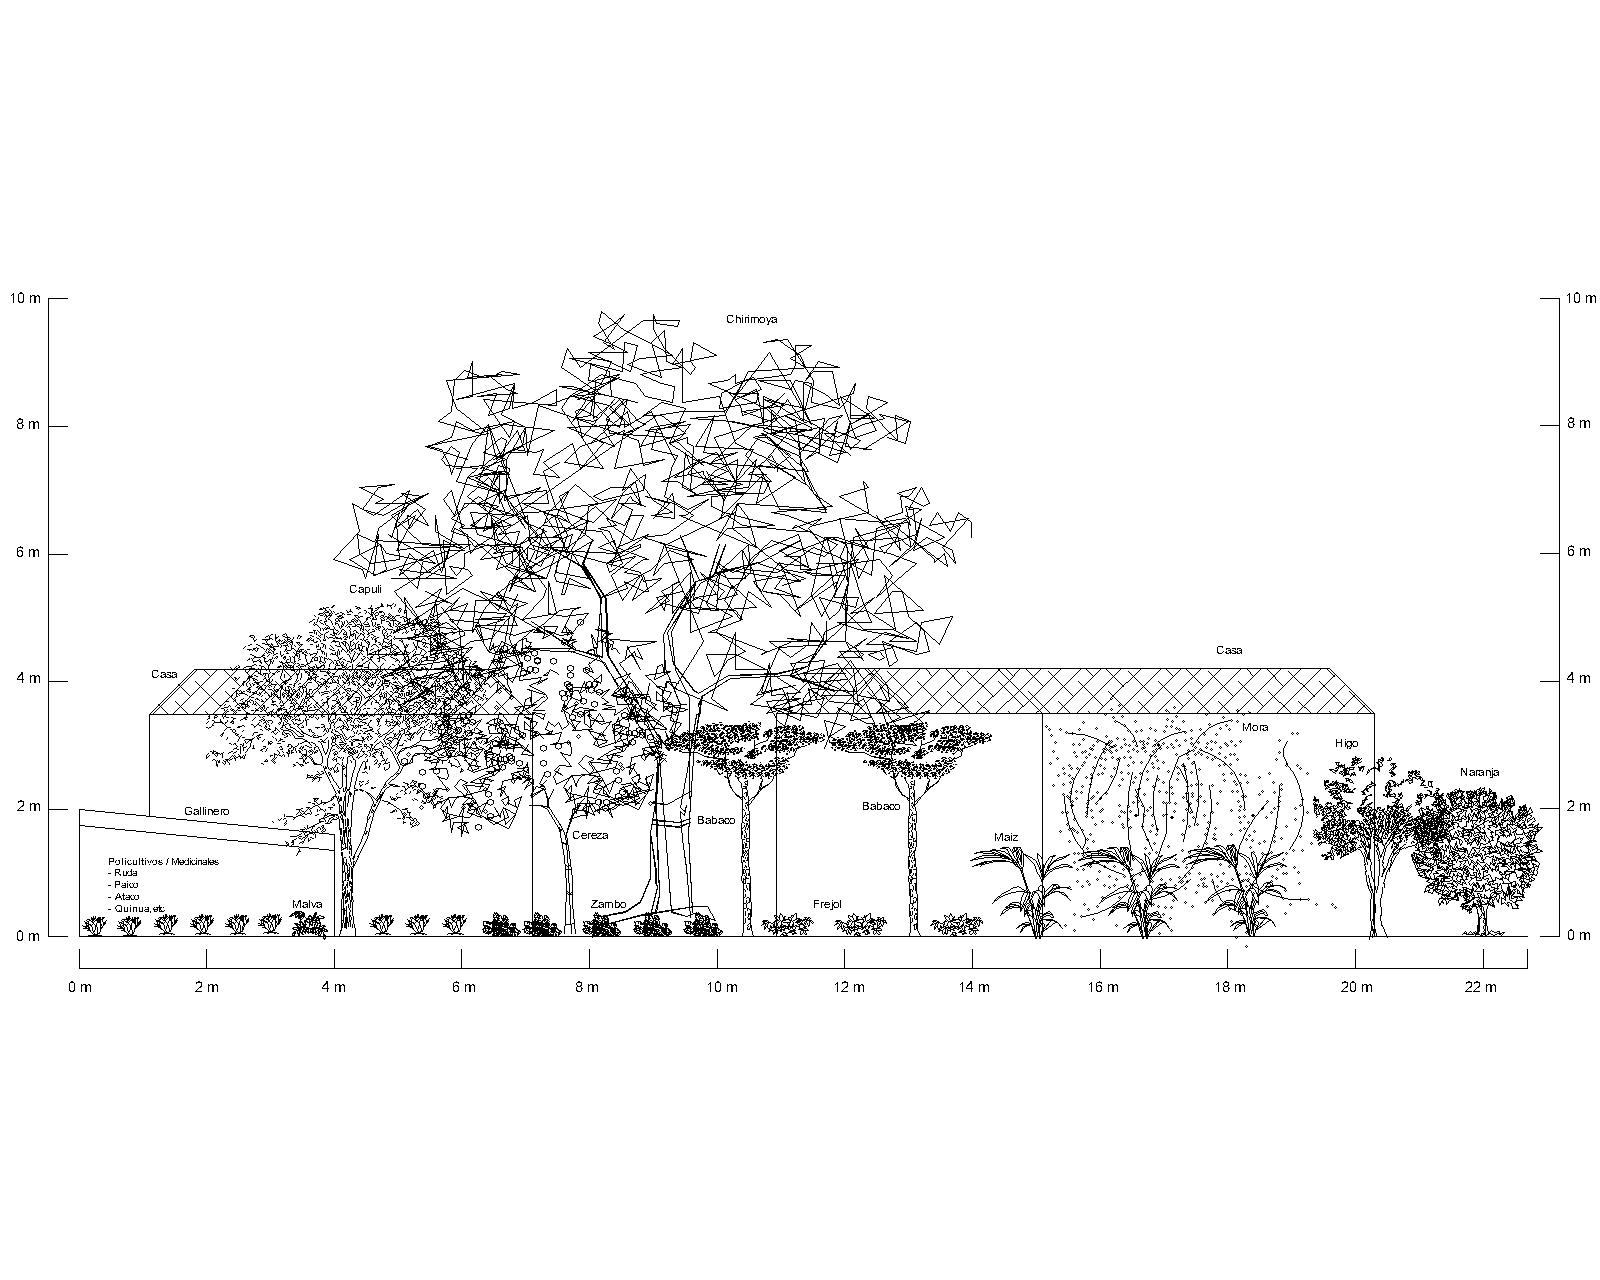 10 m
10 m
Chirimoya
8 m
8 m
6 m
6 m
Capuli
Casa
Casa
4 m
4 m
Mora
Higo
Naranja
2 m
2 m
Gallinero
Babaco
Babaco
Cereza
Maiz
Policultivos / Medicinales
- Ruda
- Paico
- Ataco
- Quinua,etc
Malva
Zambo
Frejol
0 m
0 m
0 m 2 m 4 m 6 m 8 m 10 m 12 m 14 m 16 m 18 m 20 m 22 m